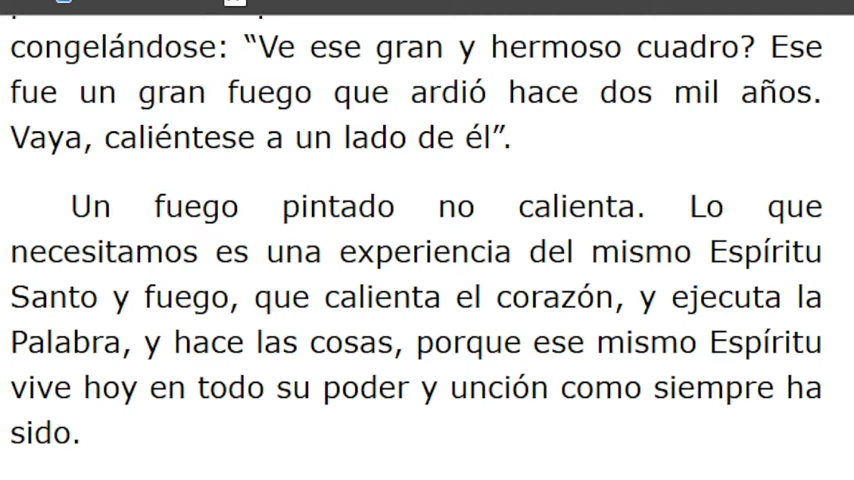 congelándose: “Ve ese gran y hermoso cuadro? Ese
fue un gran fuego que ardió hace dos mil años.
Vaya, caliéntese a un lado de él”.
Un fuego pintado no calienta. Lo que
necesitamos es una experiencia del mismo Espíritu
Santo y fuego, que calienta el corazón, y ejecuta la
Palabra, y hace las cosas, porque ese mismo Espíritu
vive hoy en todo su poder y unción como siempre ha
sido.